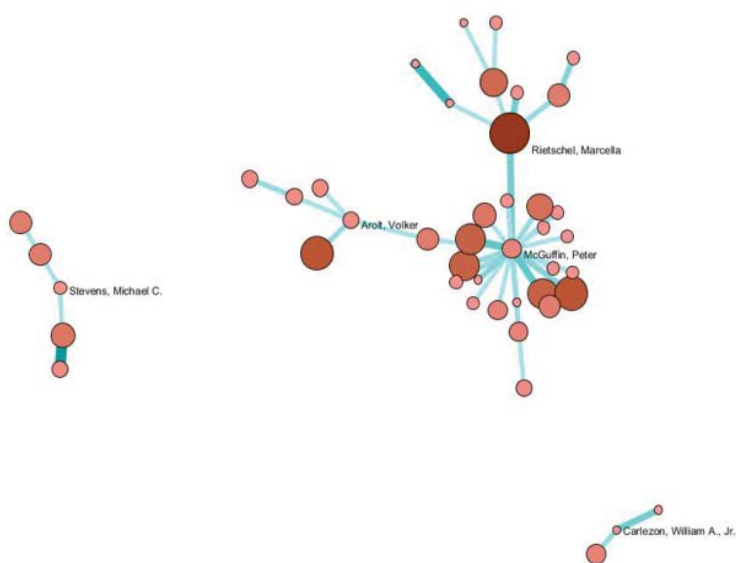 Rietschel, Marcella
Arolt, Volker
McGuffin, Peter
Stevens, Michael C.
Carlezon, William A., Jr.